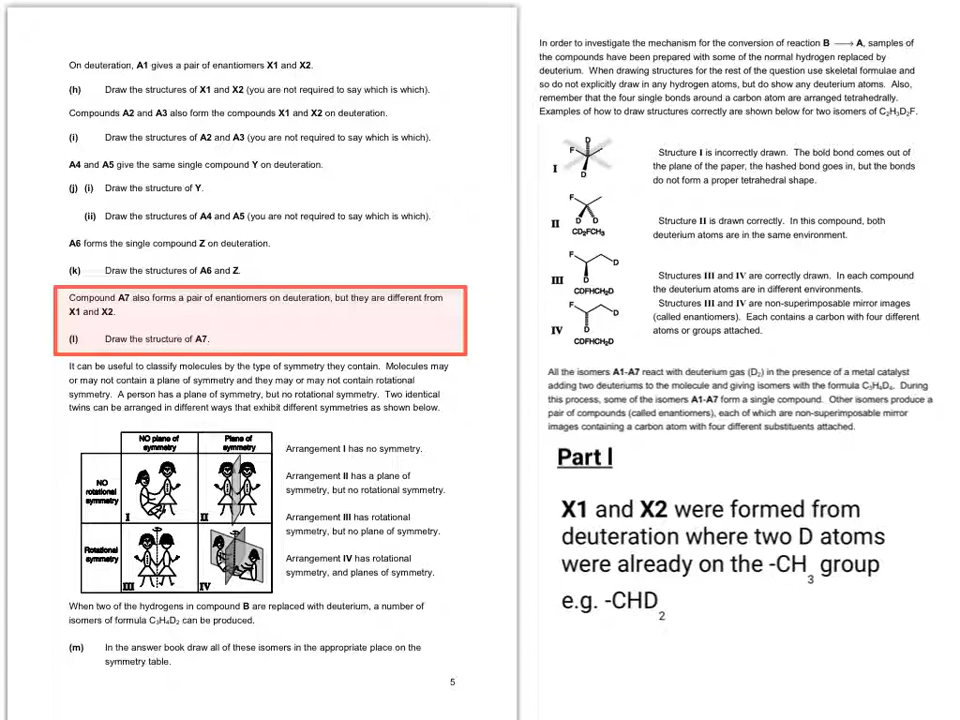 On deuteration, A1 gives a pair of enantiomers X1 and X2.
(h) Draw the structures of X1 and X2 (you are not required to say which is which).
Compounds A2 and A3 also form the compounds X1 and X2 on deuteration.
(i) Draw the structures of A2 and A3 (you are not required to say which is which).
A4 and A5 give the same single compound Y on deuteration.
(j) (i) Draw the structure of Y.
(ii) Draw the structures of A4 and A5 (you are not required to say which is which).
A6 forms the single compound Z on deuteration.
(k) Draw the structures of A6 and Z.
Compound A7 also forms a pair of enantiomers on deuteration, but they are different from
X1 and X2.
(l) Draw the structure of A7.
It can be useful to classify molecules by the type of symmetry they contain. Molecules may
or may not contain a plane of symmetry and they may or may not contain rotational
symmetry. A person has a plane of symmetry, but no rotational symmetry. Two identical
twins can be arranged in different ways that exhibit different symmetries as shown below.
NO plane of
symmetry
Plane of
symmetry
NO
rotational
symmetry
I
II
Rotational
symmetry
III
IV
Arrangement I has no symmetry.
Arrangement II has a plane of
symmetry, but no rotational symmetry.
Arrangement III has rotational
symmetry, but no plane of symmetry.
Arrangement IV has rotational
symmetry, and planes of symmetry.
When two of the hydrogens in compound B are replaced with deuterium, a number of
isomers of formula C₃H₄D₂ can be produced.
(m) In the answer book draw all of these isomers in the appropriate place on the
symmetry table.
5
In order to investigate the mechanism for the conversion of reaction B ⟶ A, samples of
the compounds have been prepared with some of the normal hydrogen replaced by
deuterium. When drawing structures for the rest of the question use skeletal formulae and
so do not explicitly draw in any hydrogen atoms, but do show any deuterium atoms. Also,
remember that the four single bonds around a carbon atom are arranged tetrahedrally.
Examples of how to draw structures correctly are shown below for two isomers of C₂H₃D₂F.
D
F
D
I
Structure I is incorrectly drawn. The bold bond comes out of
the plane of the paper, the hashed bond goes in, but the bonds
do not form a proper tetrahedral shape.
F
D D
II
CD₂FCH₃
Structure II is drawn correctly. In this compound, both
deuterium atoms are in the same environment.
F
D
D
III
CDFHCH₂D
Structures III and IV are correctly drawn. In each compound
the deuterium atoms are in different environments.
F
D
D
IV
CDFHCH₂D
Structures III and IV are non-superimposable mirror images
(called enantiomers). Each contains a carbon with four different
atoms or groups attached.
All the isomers A1-A7 react with deuterium gas (D₂) in the presence of a metal catalyst
adding two deuteriums to the molecule and giving isomers with the formula C₃H₄D₄. During
this process, some of the isomers A1-A7 form a single compound. Other isomers produce a
pair of compounds (called enantiomers), each of which are non-superimposable mirror
images containing a carbon atom with four different substituents attached.
Part l
X1 and X2 were formed from
deuteration where two D atoms
were already on the -CH₃ group
e.g. -CHD₂